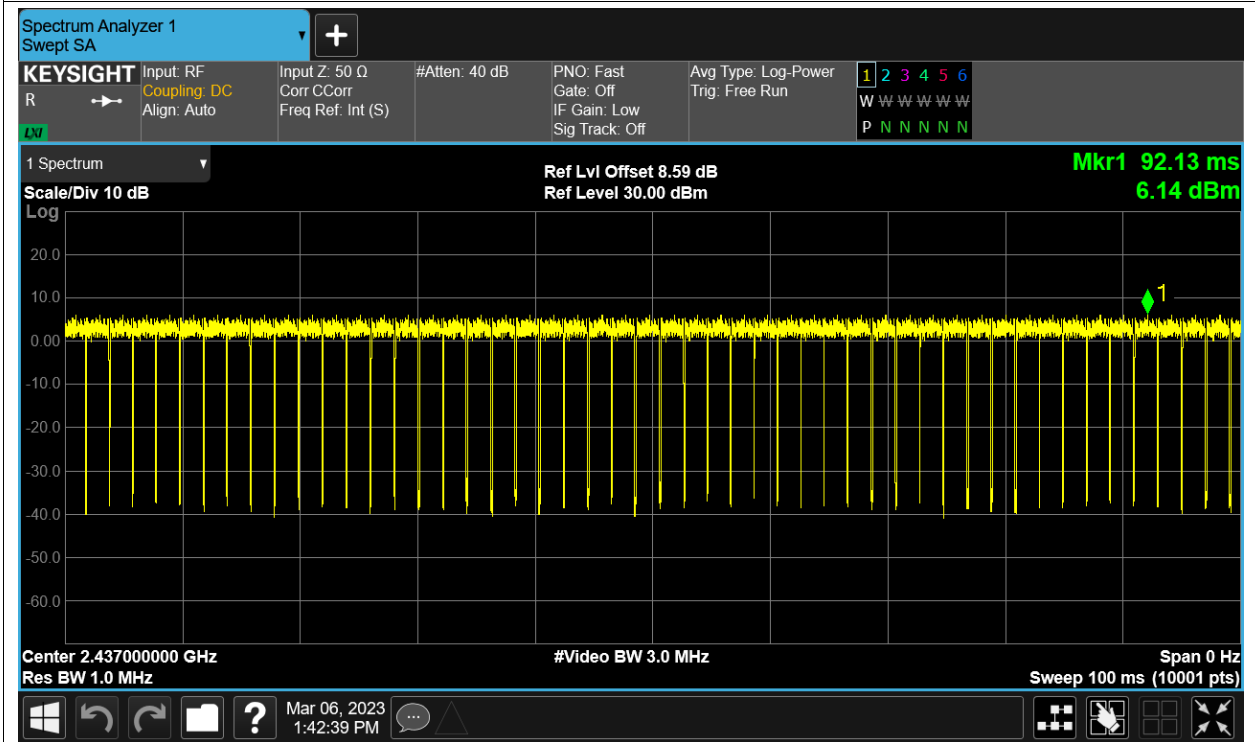 Spectrum Analyzer 1
Swept SA
+
KEYSIGHT
R
LXI
Input: RF
Coupling: DC
Align: Auto
Input Z: 50 Ω
Corr CCorr
Freq Ref: Int (S)
#Atten: 40 dB
PNO: Fast
Gate: Off
IF Gain: Low
Sig Track: Off
Avg Type: Log-Power
Trig: Free Run
1 2 3 4 5 6
W W W W W W
P N N N N N
1 Spectrum
Scale/Div 10 dB
Log
Ref Lvl Offset 8.59 dB
Ref Level 30.00 dBm
Mkr1 92.13 ms
6.14 dBm
20.0
10.0
1
0.00
-10.0
-20.0
-30.0
-40.0
-50.0
-60.0
Center 2.437000000 GHz
Res BW 1.0 MHz
#Video BW 3.0 MHz
Span 0 Hz
Sweep 100 ms (10001 pts)
?
Mar 06, 2023
1:42:39 PM